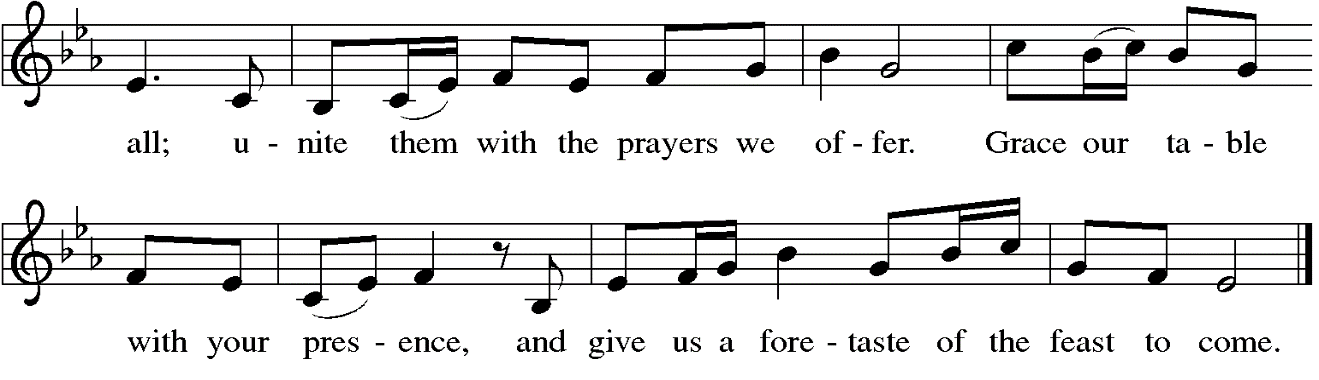 all; u - nite them with the prayers we of - fer. Grace our ta - ble
with your pres - ence, and give us a fore - taste of the feast to come.